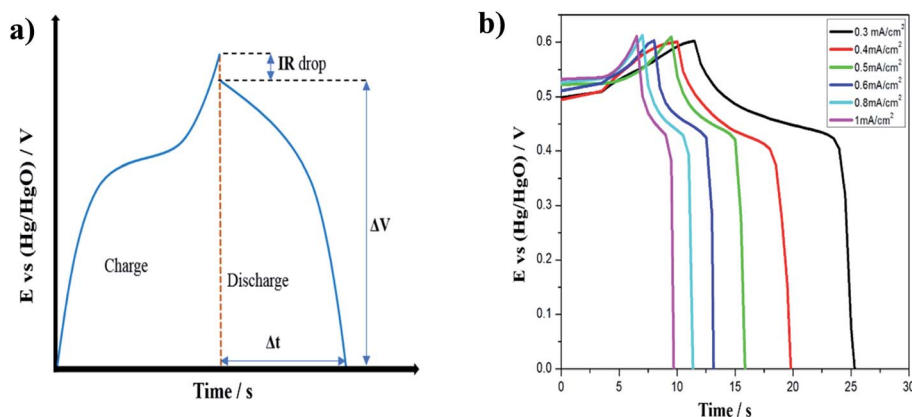 a)
E vs (Hg/HgO) / V
IR drop
ΔV
Charge
Discharge
Δt
Time / s
b)
E vs (Hg/HgO) / V
0.6
0.5
0.4
0.3
0.2
0.1
0.0
0
5
10
15
20
25
30
Time / s
0.3 mA/cm²
0.4mA/cm²
0.5mA/cm²
0.6mA/cm²
0.8mA/cm²
1mA/cm²